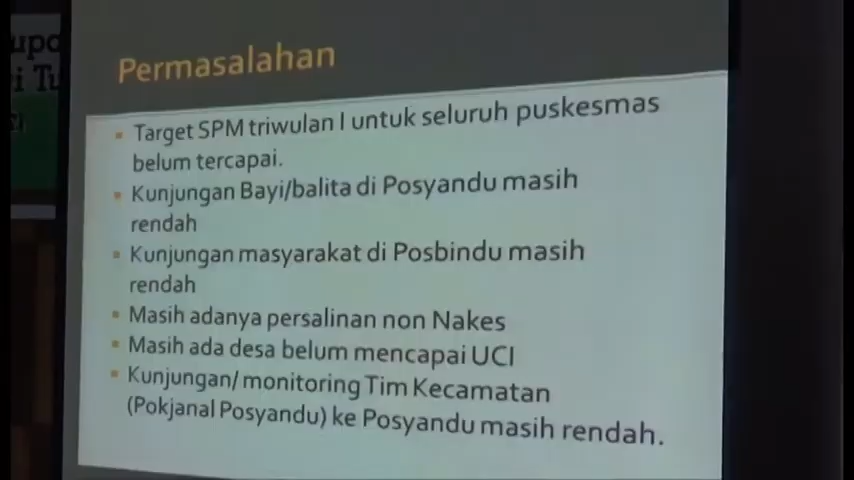 Permasalahan
Target SPM triwulan I untuk seluruh puskesmas
belum tercapai.
Kunjungan Bayi/balita di Posyandu masih
rendah
Kunjungan masyarakat di Posbindu masih
rendah
Masih adanya persalinan non Nakes
Masih ada desa belum mencapai UCI
Kunjungan/ monitoring Tim Kecamatan
(Pokjanal Posyandu) ke Posyandu masih rendah.